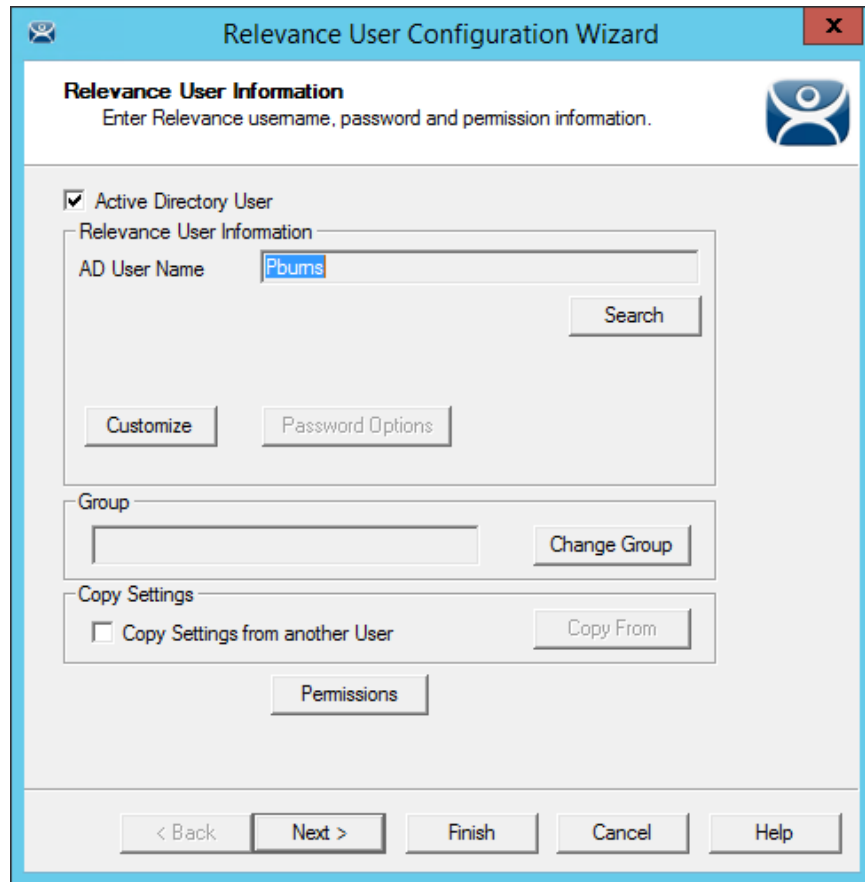 Relevance User Configuration Wizard
x
Relevance User Information
Enter Relevance username, password and permission information.
Active Directory User
Relevance User Information
AD User Name Pburns
Search
Customize Password Options
Group
Change Group
Copy Settings
Copy Settings from another User Copy From
Permissions
< Back Next > Finish Cancel Help